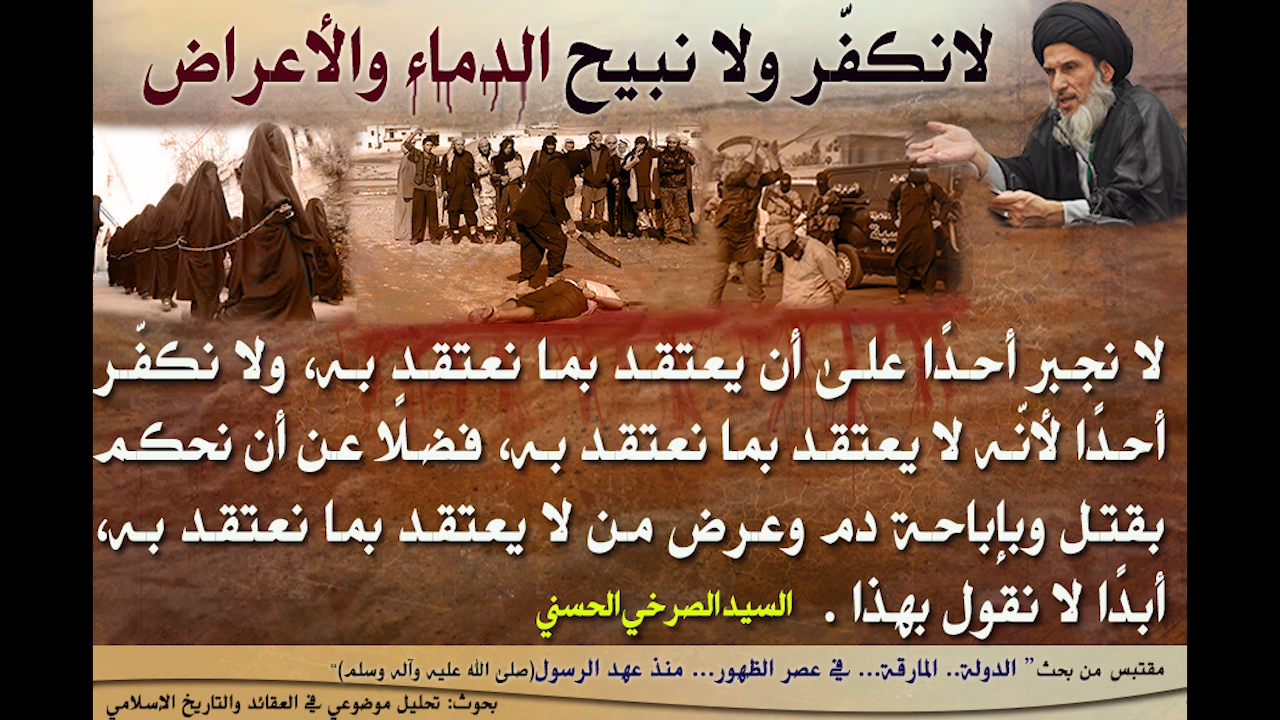 لانكفّر ولا نبيح الدماء والأعراض
لا نجبر أحدًا على أن يعتقد بما نعتقد به، ولا نكفّر
أحدًا لأنّه لا يعتقد بما نعتقد به، فضلًا عن أن نحكم
بقتل وبإباحة دم وعرض من لا يعتقد بما نعتقد به،
أبدًا لا نقول بهذا .
السيد الصرخي الحسني
مقتبس من بحث” الدولة.. المارقة... في عصر الظهور... منذ عهد الرسول(صلى الله عليه وآله وسلم)“
بحوث: تحليل موضوعي في العقائد والتاريخ الإسلامي